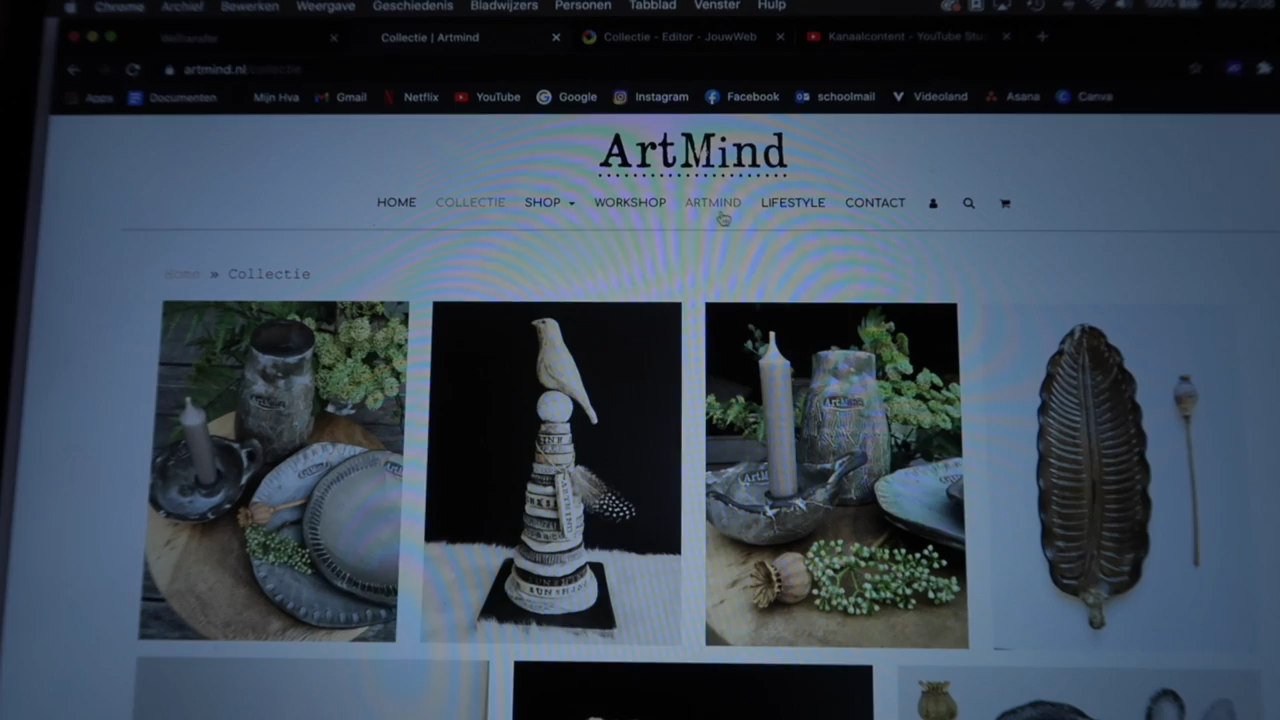 Chrome Archief Bewerken Weergave Geschiedenis Bladwijzers Personen Tabblad Venster Help
WeTransfer Collectie | Artmind Collectie - Editor - JouwWeb Kanaalcontent - YouTube Stu
artmind.nl/collectie
Apps Documenten Mijn Hva Gmail Netflix YouTube Google Instagram Facebook schoolmail Videoland Asana Canva
ArtMind
HOME COLLECTIE SHOP WORKSHOP ARTMIND LIFESTYLE CONTACT
Home » Collectie